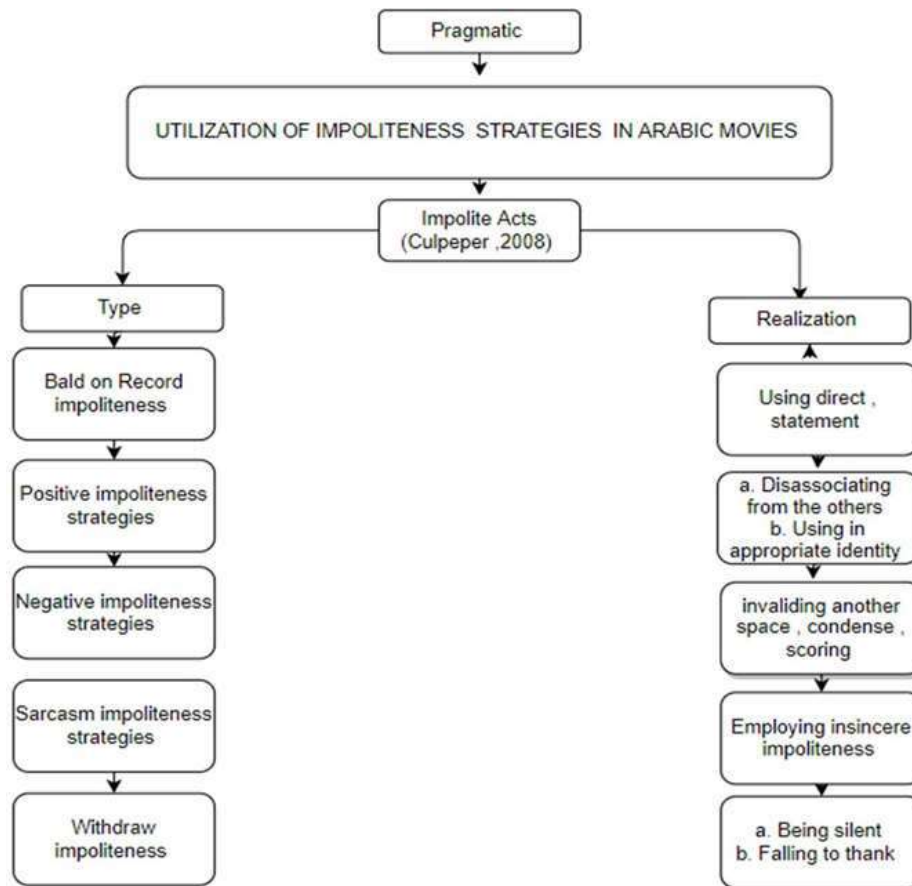 Pragmatic
UTILIZATION OF IMPOLITENESS STRATEGIES IN ARABIC MOVIES
Impolite Acts
(Culpeper ,2008)
Type
Bald on Record
impoliteness
Positive impoliteness
strategies
Negative impoliteness
strategies
Sarcasm impoliteness
strategies
Withdraw
impoliteness
Realization
Using direct ,
statement
a. Disassociating
from the others
b. Using in
appropriate identity
invaliding another
space , condense ,
scoring
Employing insincere
impoliteness
a. Being silent
b. Falling to thank